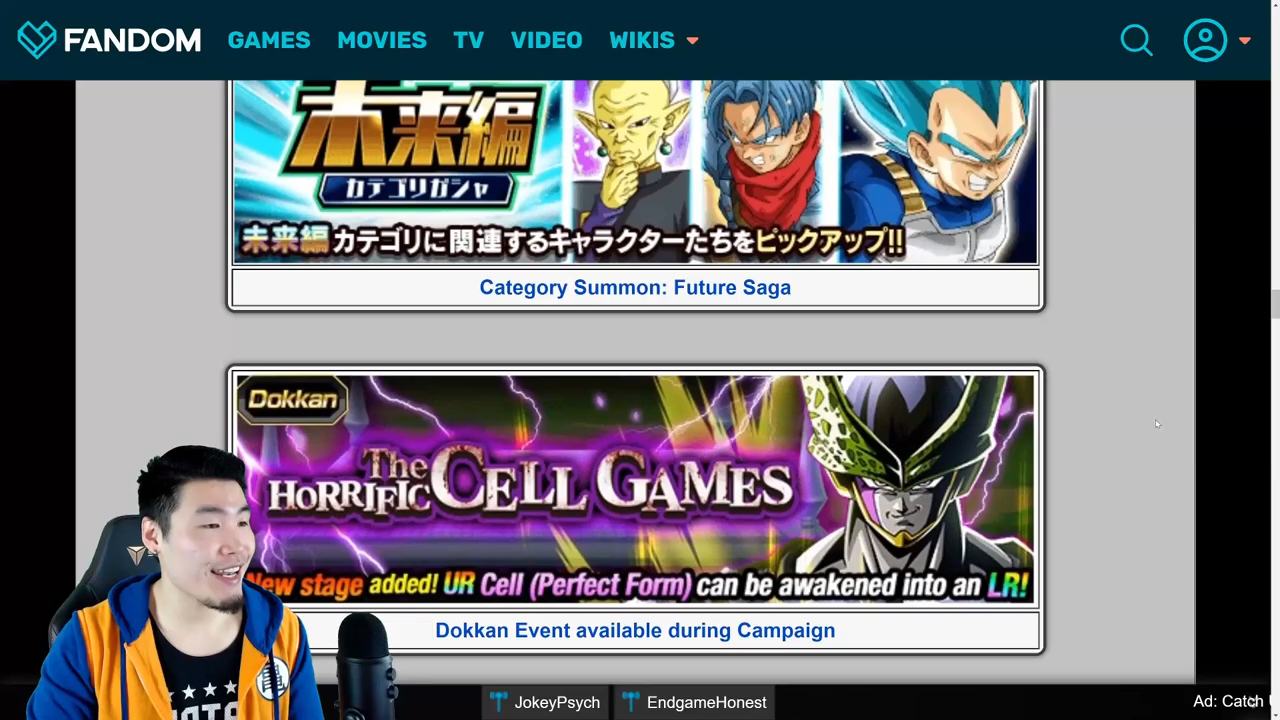 FANDOM GAMES MOVIES TV VIDEO WIKIS
未来編
カテゴリガシャ
未来編カテゴリに関連するキャラクターたちをピックアップ!!
Category Summon: Future Saga
Dokkan
The
HORRIFIC CELL GAMES
New stage added! UR Cell (Perfect Form) can be awakened into an LR!
Dokkan Event available during Campaign
JokeyPsych EndgameHonest Ad: Catch